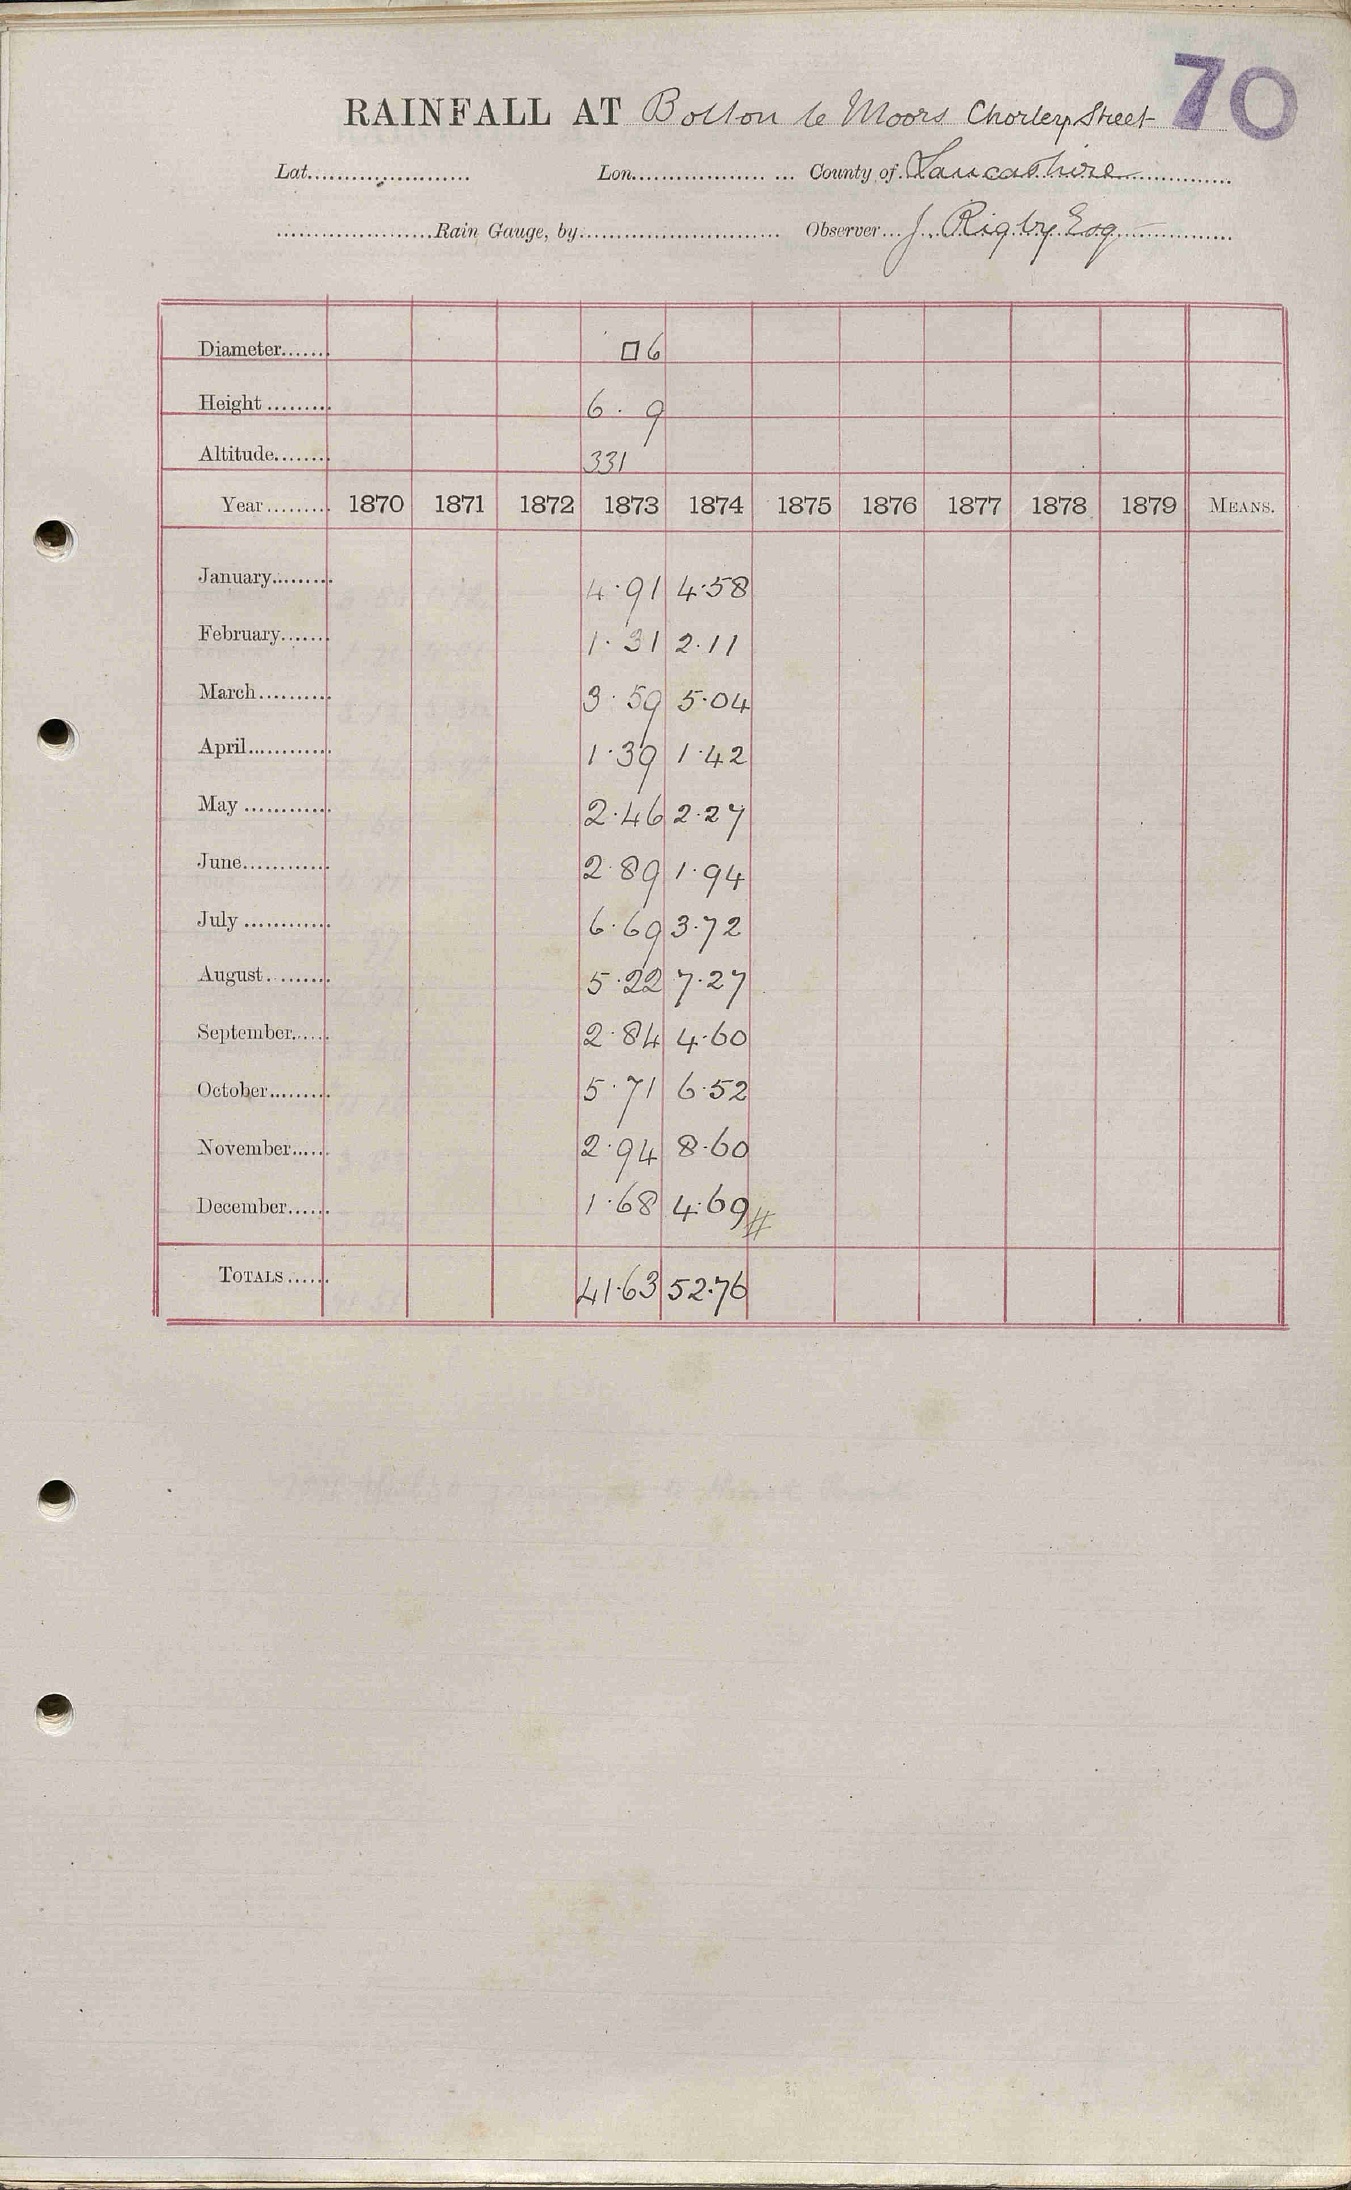 70
RAINFALL AT Bolton le Moors Chorley Street
Lat. Lon. County of Lancashire
Rain Gauge, by Observer J. Rigby Esq
Diameter □6
Height 6. 9
Altitude 331
Year 1870 1871 1872 1873 1874 1875 1876 1877 1878 1879 MEANS.
January 4.91 4.58
February 1.31 2.11
March 3.59 5.04
April 1.39 1.42
May 2.46 2.27
June 2.89 1.94
July 6.69 3.72
August 5.22 7.27
September 2.84 4.60
October 5.71 6.52
November 2.94 8.60
December 1.68 4.69 #
TOTALS 41.63 52.76